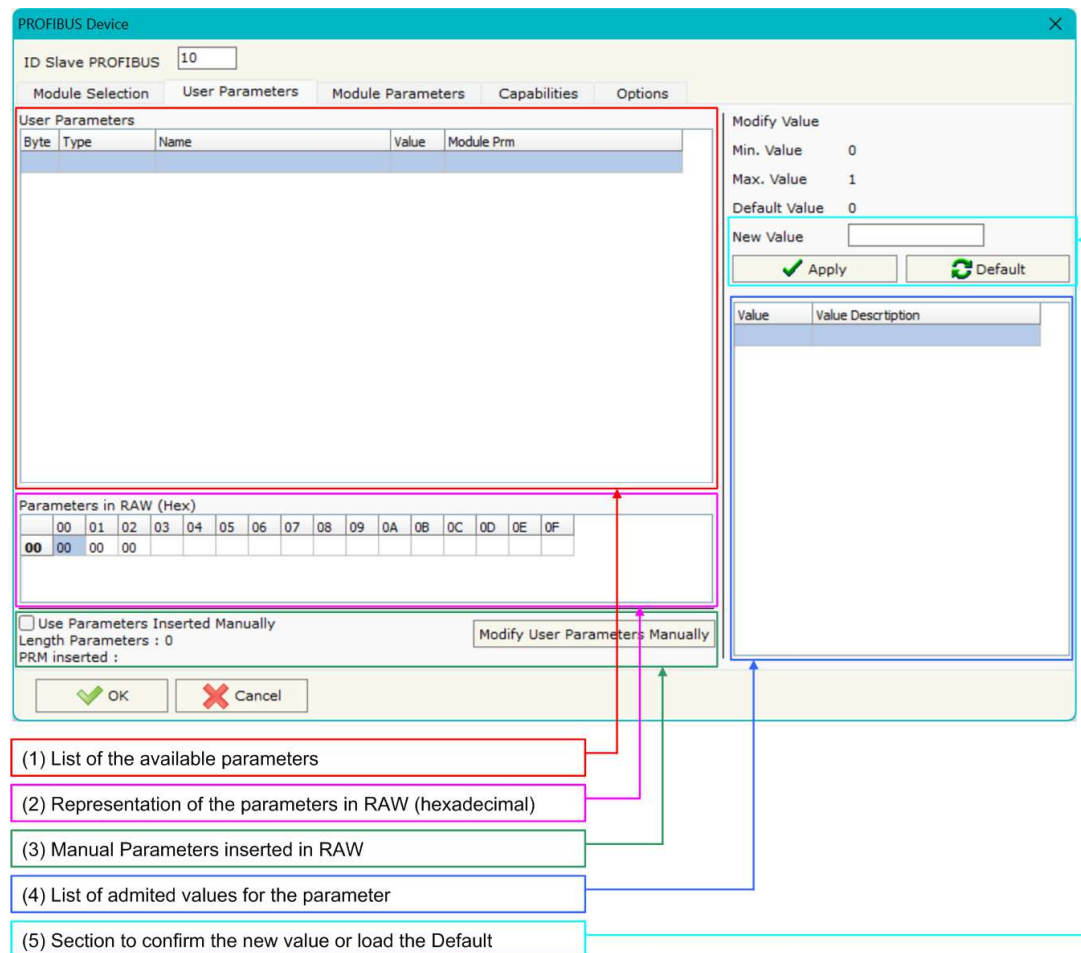 PROFIBUS Device
ID Slave PROFIBUS 10
Module Selection User Parameters Module Parameters Capabilities Options
User Parameters
Byte Type Name Value Module Prm
Modify Value
Min. Value 0
Max. Value 1
Default Value 0
New Value
Apply Default
Value Value Descrtiption
Parameters in RAW (Hex)
00 01 02 03 04 05 06 07 08 09 0A 0B 0C 0D 0E 0F
00 00 00 00
Use Parameters Inserted Manually
Length Parameters : 0
PRM inserted :
Modify User Parameters Manually
OK Cancel
(1) List of the available parameters
(2) Representation of the parameters in RAW (hexadecimal)
(3) Manual Parameters inserted in RAW
(4) List of admited values for the parameter
(5) Section to confirm the new value or load the Default